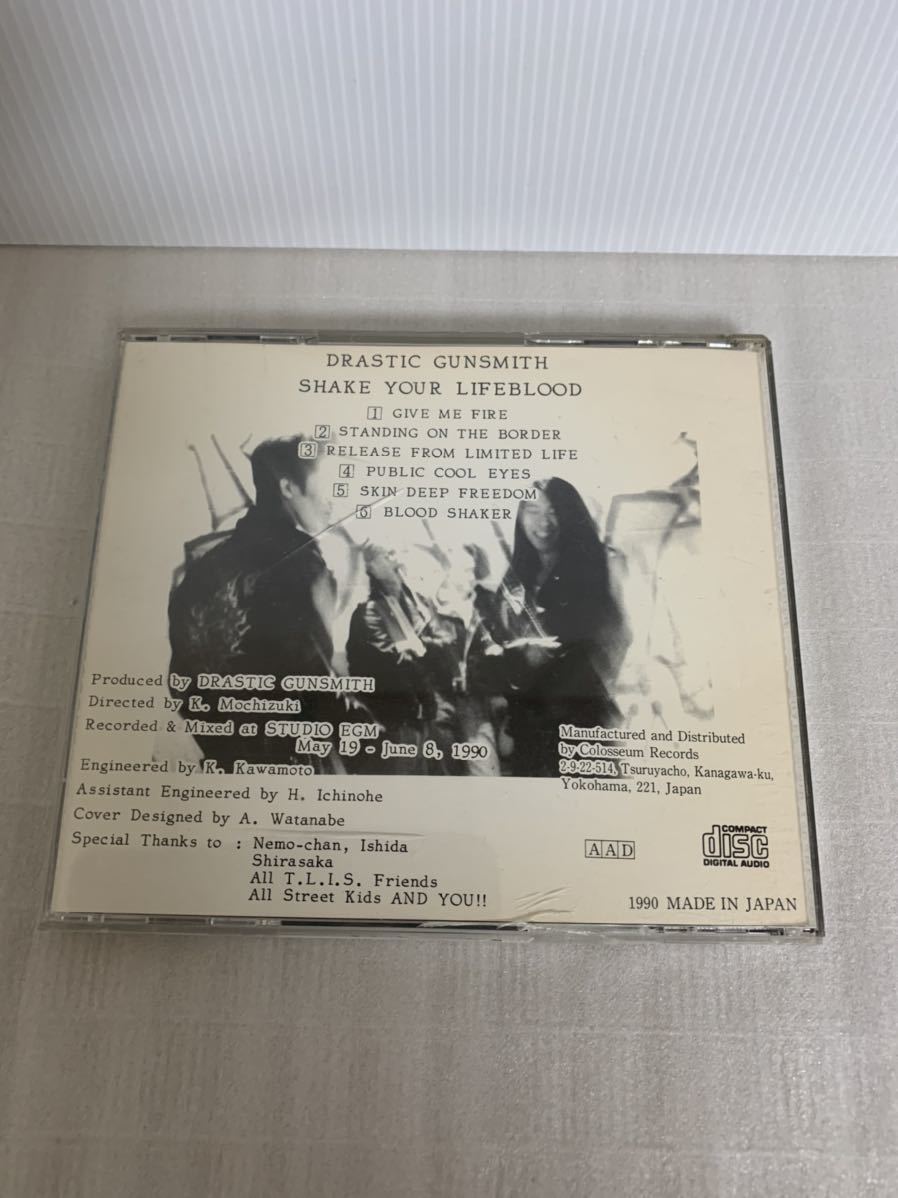 DRASTIC GUNSMITH
SHAKE YOUR LIFEBLOOD
1 GIVE ME FIRE
2 STANDING ON THE BORDER
3 RELEASE FROM LIMITED LIFE
4 PUBLIC COOL EYES
5 SKIN DEEP FREEDOM
6 BLOOD SHAKER
Produced by DRASTIC GUNSMITH
Directed by K. Mochizuki
Recorded & Mixed at STUDIO EGM
May 19 - June 8, 1990
Engineered by K. Kawamoto
Assistant Engineered by H. Ichinohe
Cover Designed by A. Watanabe
Special Thanks to : Nemo-chan, Ishida
Shirasaka
All T.L.I.S. Friends
All Street Kids AND YOU!!
Manufactured and Distributed
by Colosseum Records
2-9-22-514, Tsuruyacho, Kanagawa-ku,
Yokohama, 221, Japan
AAD
COMPACT
disc
DIGITAL AUDIO
1990 MADE IN JAPAN